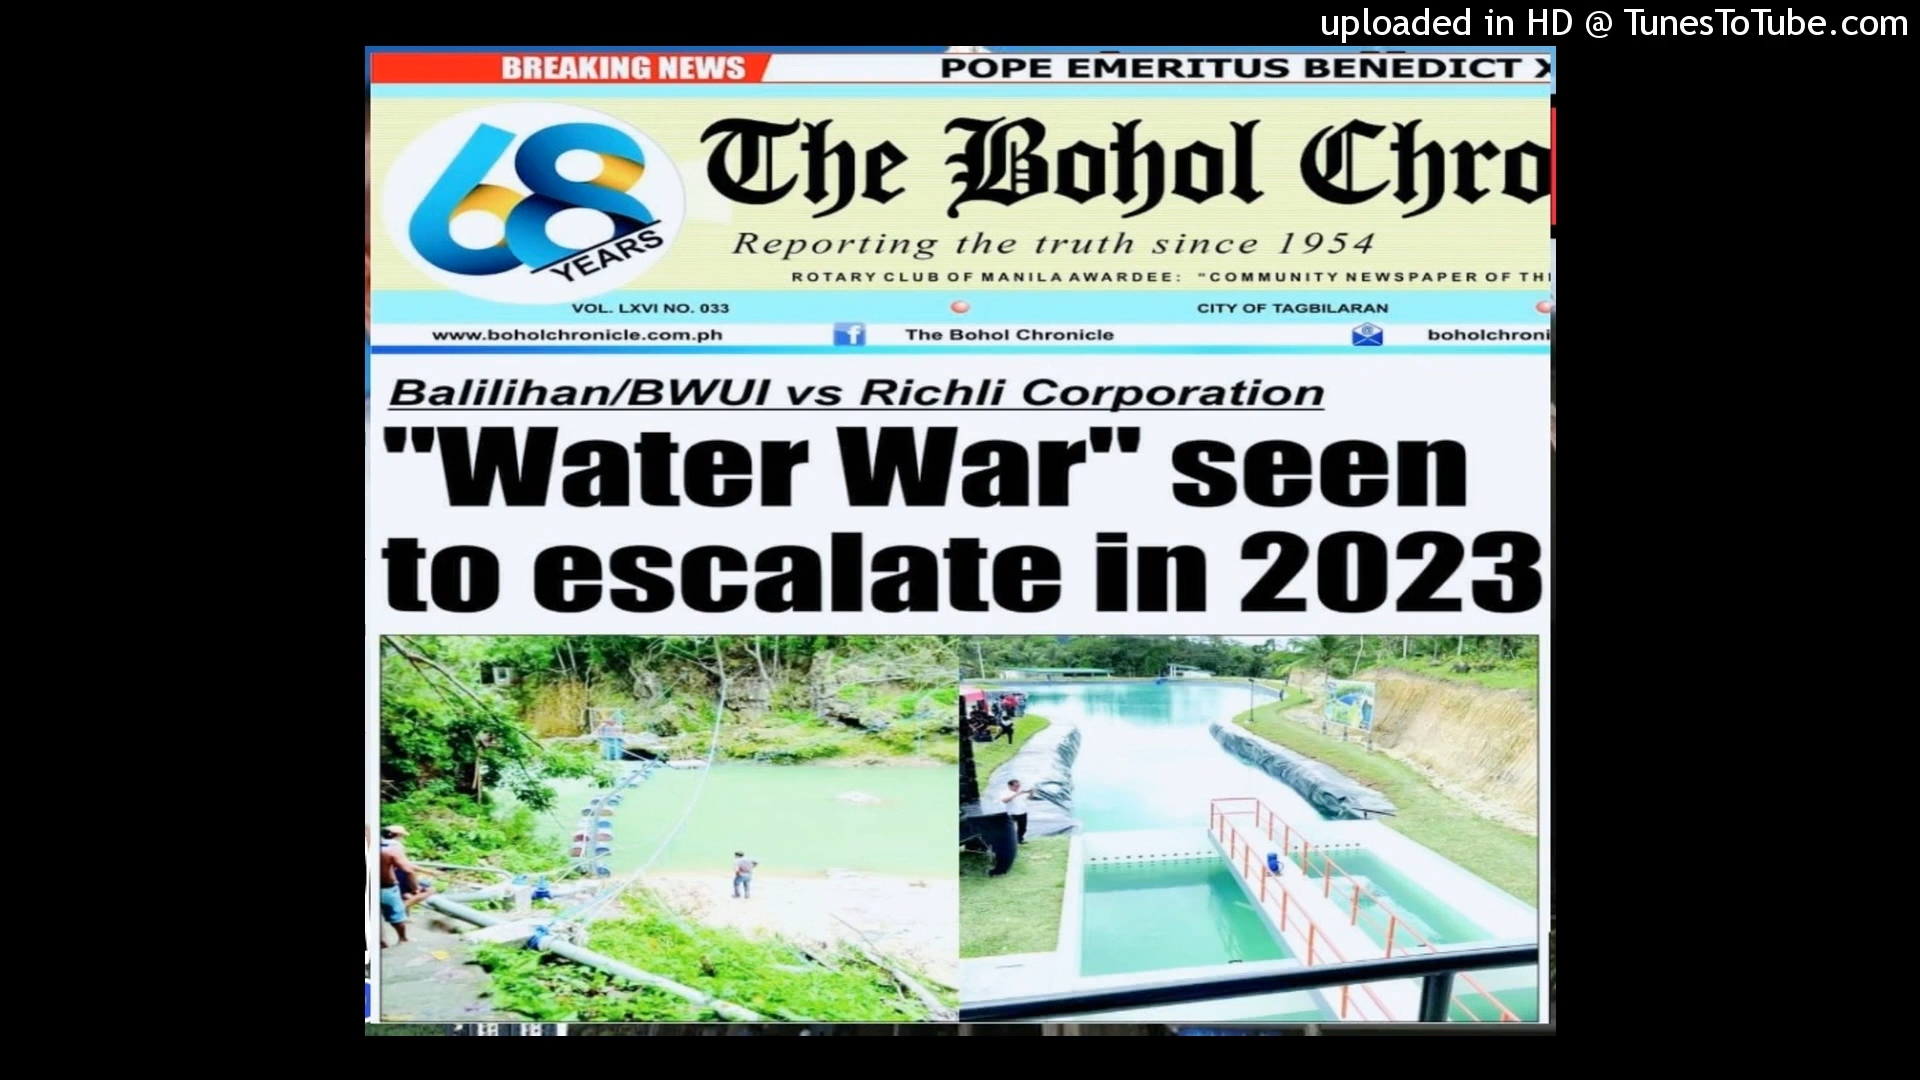 uploaded in HD @ TunesToTube.com
BREAKING NEWS
POPE EMERITUS BENEDICT X
68
YEARS
The Bohol Chro
Reporting the truth since 1954
ROTARY CLUB OF MANILA AWARDEE: "COMMUNITY NEWSPAPER OF TH
VOL. LXVI NO. 033
CITY OF TAGBILARAN
www.boholchronicle.com.ph
The Bohol Chronicle
boholchroni
Balilihan/BWUI vs Richli Corporation
"Water War" seen
to escalate in 2023